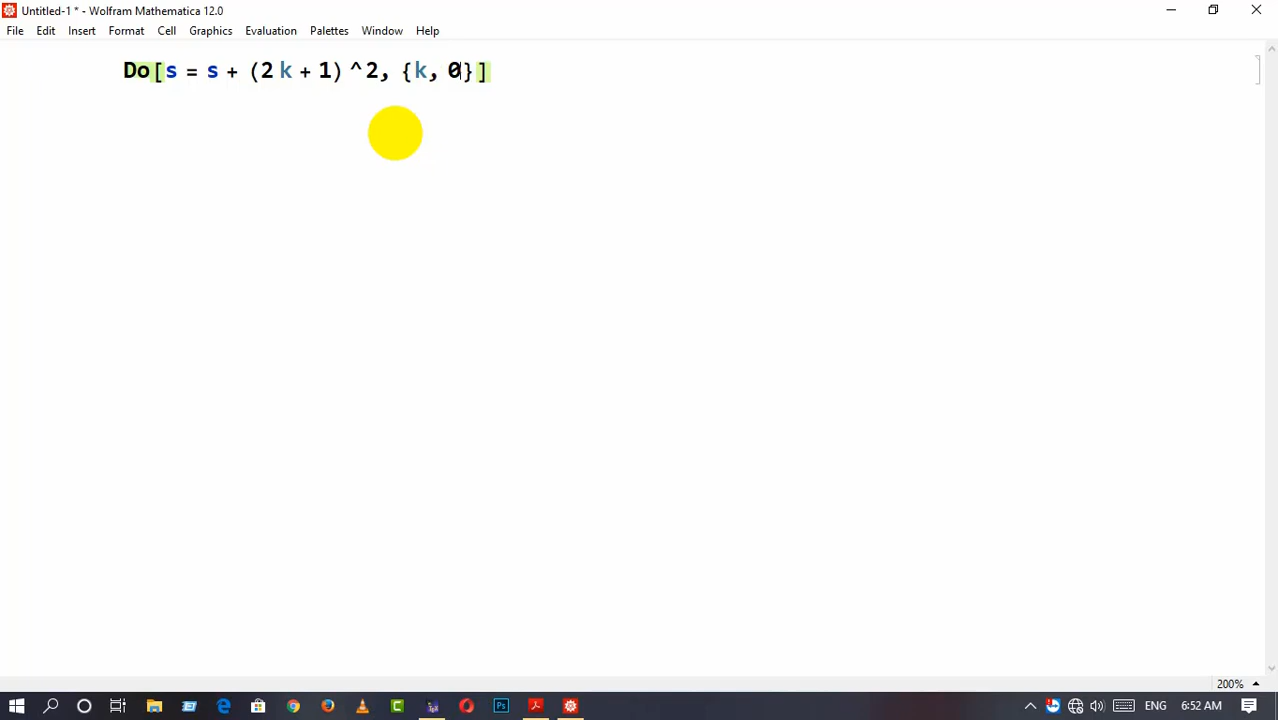 Untitled-1 * - Wolfram Mathematica 12.0
File Edit Insert Format Cell Graphics Evaluation Palettes Window Help
Do[s = s + (2 k + 1) ^2, {k, 0}]
200%
ENG 6:52 AM